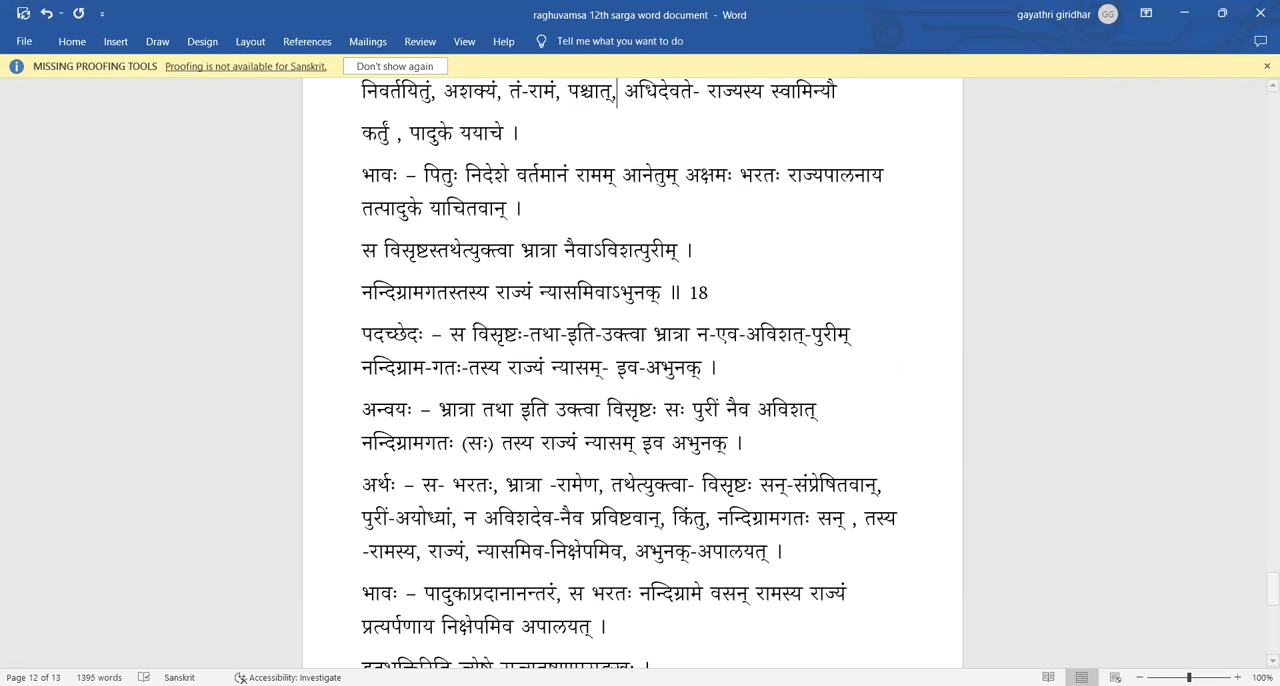 raghuvamsa 12th sarga word document - Word
gayathri giridhar GG
File Home Insert Draw Design Layout References Mailings Review View Help Tell me what you want to do
MISSING PROOFING TOOLS Proofing is not available for Sanskrit. Don't show again
निवर्तयितुं, अशक्यं, तं-रामं, पश्चात्, अधिदेवते- राज्यस्य स्वामिन्यौ
कर्तुं , पादुके ययाचे ।
भावः – पितुः निदेशे वर्तमानं रामम् आनेतुम् अक्षमः भरतः राज्यपालनाय
तत्पादुके याचितवान् ।
स विसृष्टस्तथेत्युक्त्वा भ्रात्रा नैवाऽविशत्पुरीम् ।
नन्दिग्रामगतस्तस्य राज्यं न्यासमिवाऽभुनक् ॥ 18
पदच्छेदः – स विसृष्टः-तथा-इति-उक्त्वा भ्रात्रा न-एव-अविशत्-पुरीम्
नन्दिग्राम-गतः-तस्य राज्यं न्यासम्- इव-अभुनक् ।
अन्वयः – भ्रात्रा तथा इति उक्त्वा विसृष्टः सः पुरीं नैव अविशत्
नन्दिग्रामगतः (सः) तस्य राज्यं न्यासम् इव अभुनक् ।
अर्थः – स- भरतः, भ्रात्रा -रामेण, तथेत्युक्त्वा- विसृष्टः सन्-संप्रेषितवान्,
पुरीं-अयोध्यां, न अविशदेव-नैव प्रविष्टवान्, किंतु, नन्दिग्रामगतः सन् , तस्य
-रामस्य, राज्यं, न्यासमिव-निक्षेपमिव, अभुनक्-अपालयत् ।
भावः – पादुकाप्रदानानन्तरं, स भरतः नन्दिग्रामे वसन् रामस्य राज्यं
प्रत्यर्पणाय निक्षेपमिव अपालयत् ।
Page 12 of 13 1395 words Sanskrit Accessibility: Investigate 100%